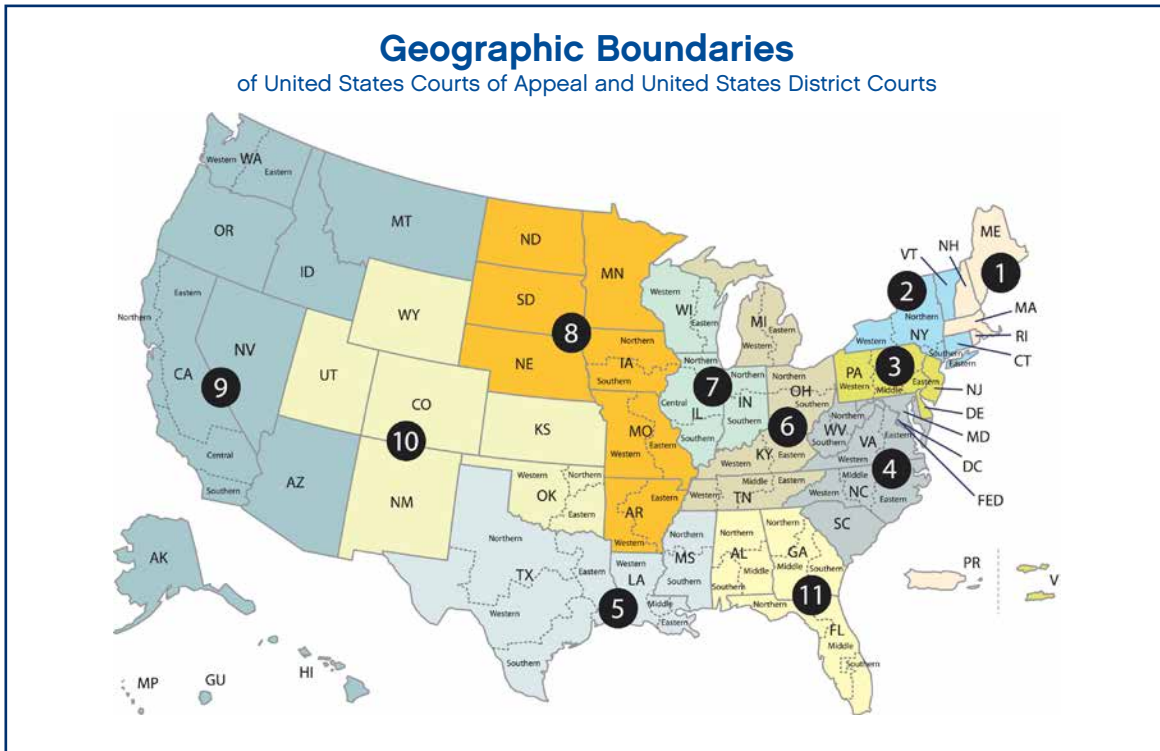 Geographic Boundaries
of United States Courts of Appeal and United States District Courts
Western
WA
Eastern
MT
OR
ID
ND
MN
SD
8
NE
WY
Northern
Eastern
NV
CA
9
Central
Southern
UT
CO
10
KS
AZ
NM
Northern
IA
Southern
MO
Eastern
Western
Western
WI
Eastern
MI
Eastern
Western
Northern
Central
IL
Southern
7
Northern
IN
Southern
Northern
OH
Southern
6
KY
Western
Eastern
Western
Middle
TN
Eastern
Western
Northern
OK
Eastern
Eastern
AR
Western
Northern
TX
Eastern
Western
Southern
Western
LA
Middle
Eastern
5
Northern
MS
Southern
Northern
AL
Middle
Southern
Northern
GA
Middle
Southern
11
Northern
FL
Middle
Southern
ME
NH
VT
1
2
MA
RI
CT
Northern
NY
Western
Southern
Eastern
3
PA
Western
Middle
Eastern
NJ
DE
MD
DC
FED
Northern
WV
Southern
VA
Eastern
Western
4
Middle
Western
NC
Eastern
SC
PR
V
AK
HI
MP
GU